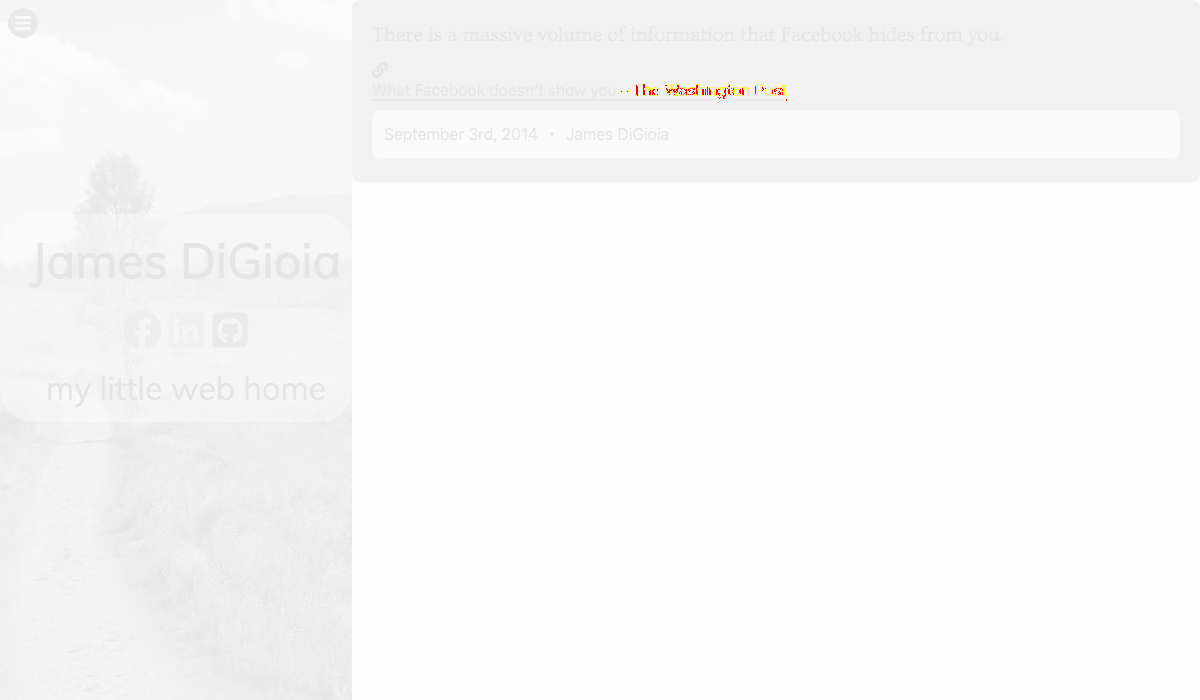 James DiGioia
my little web home
There is a massive volume of information that Facebook hides from you.
What Facebook doesn't show you - The Washington Post
September 3rd, 2014 • James DiGioia